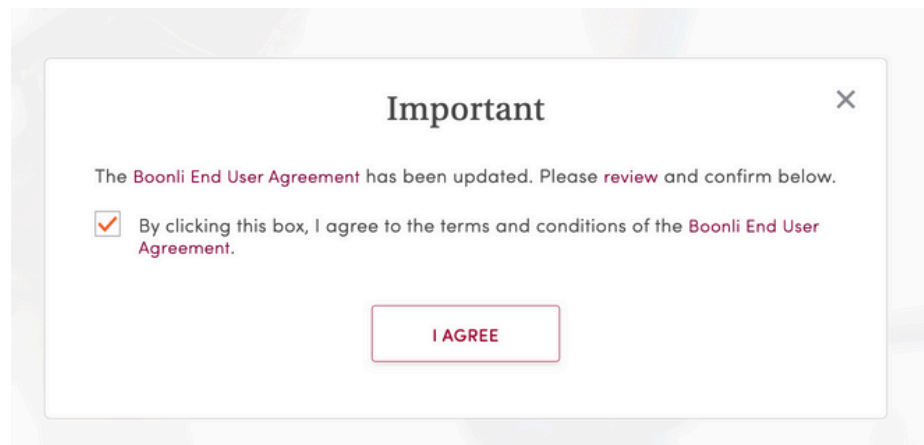 Important
The Boonli End User Agreement has been updated. Please review and confirm below.
By clicking this box, I agree to the terms and conditions of the Boonli End User
Agreement.
I AGREE